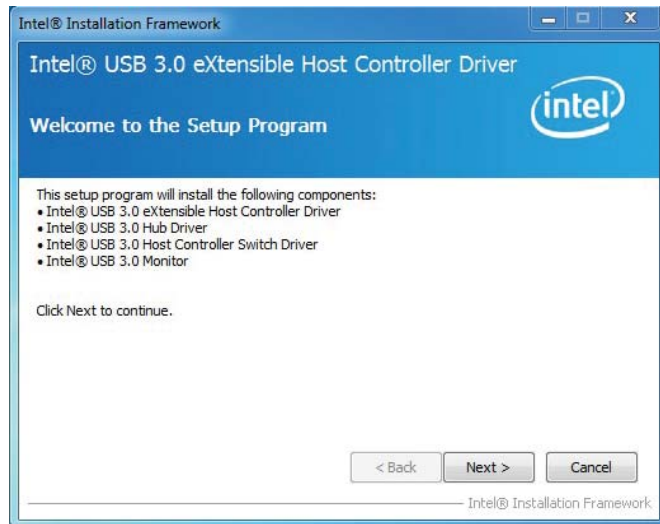 Intel® Installation Framework
Intel® USB 3.0 eXtensible Host Controller Driver
Welcome to the Setup Program
intel®
This setup program will install the following components:
• Intel® USB 3.0 eXtensible Host Controller Driver
• Intel® USB 3.0 Hub Driver
• Intel® USB 3.0 Host Controller Switch Driver
• Intel® USB 3.0 Monitor
Click Next to continue.
< Back Next > Cancel
Intel® Installation Framework